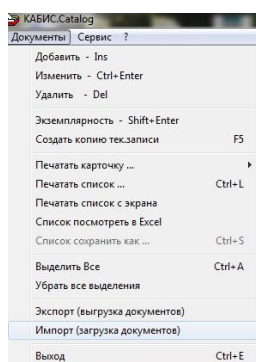 КАБИС.Catalog
Документы Сервис ?
Добавить - Ins
Изменить - Ctrl+Enter
Удалить - Del
Экземплярность - Shift+Enter
Создать копию тек.записи F5
Печатать карточку ...
Печатать список ... Ctrl+L
Печатать список с экрана
Список посмотреть в Excel
Список сохранить как ... Ctrl+S
Выделить Все Ctrl+A
Убрать все выделения
Экспорт (выгрузка документов)
Импорт (загрузка документов)
Выход Ctrl+E